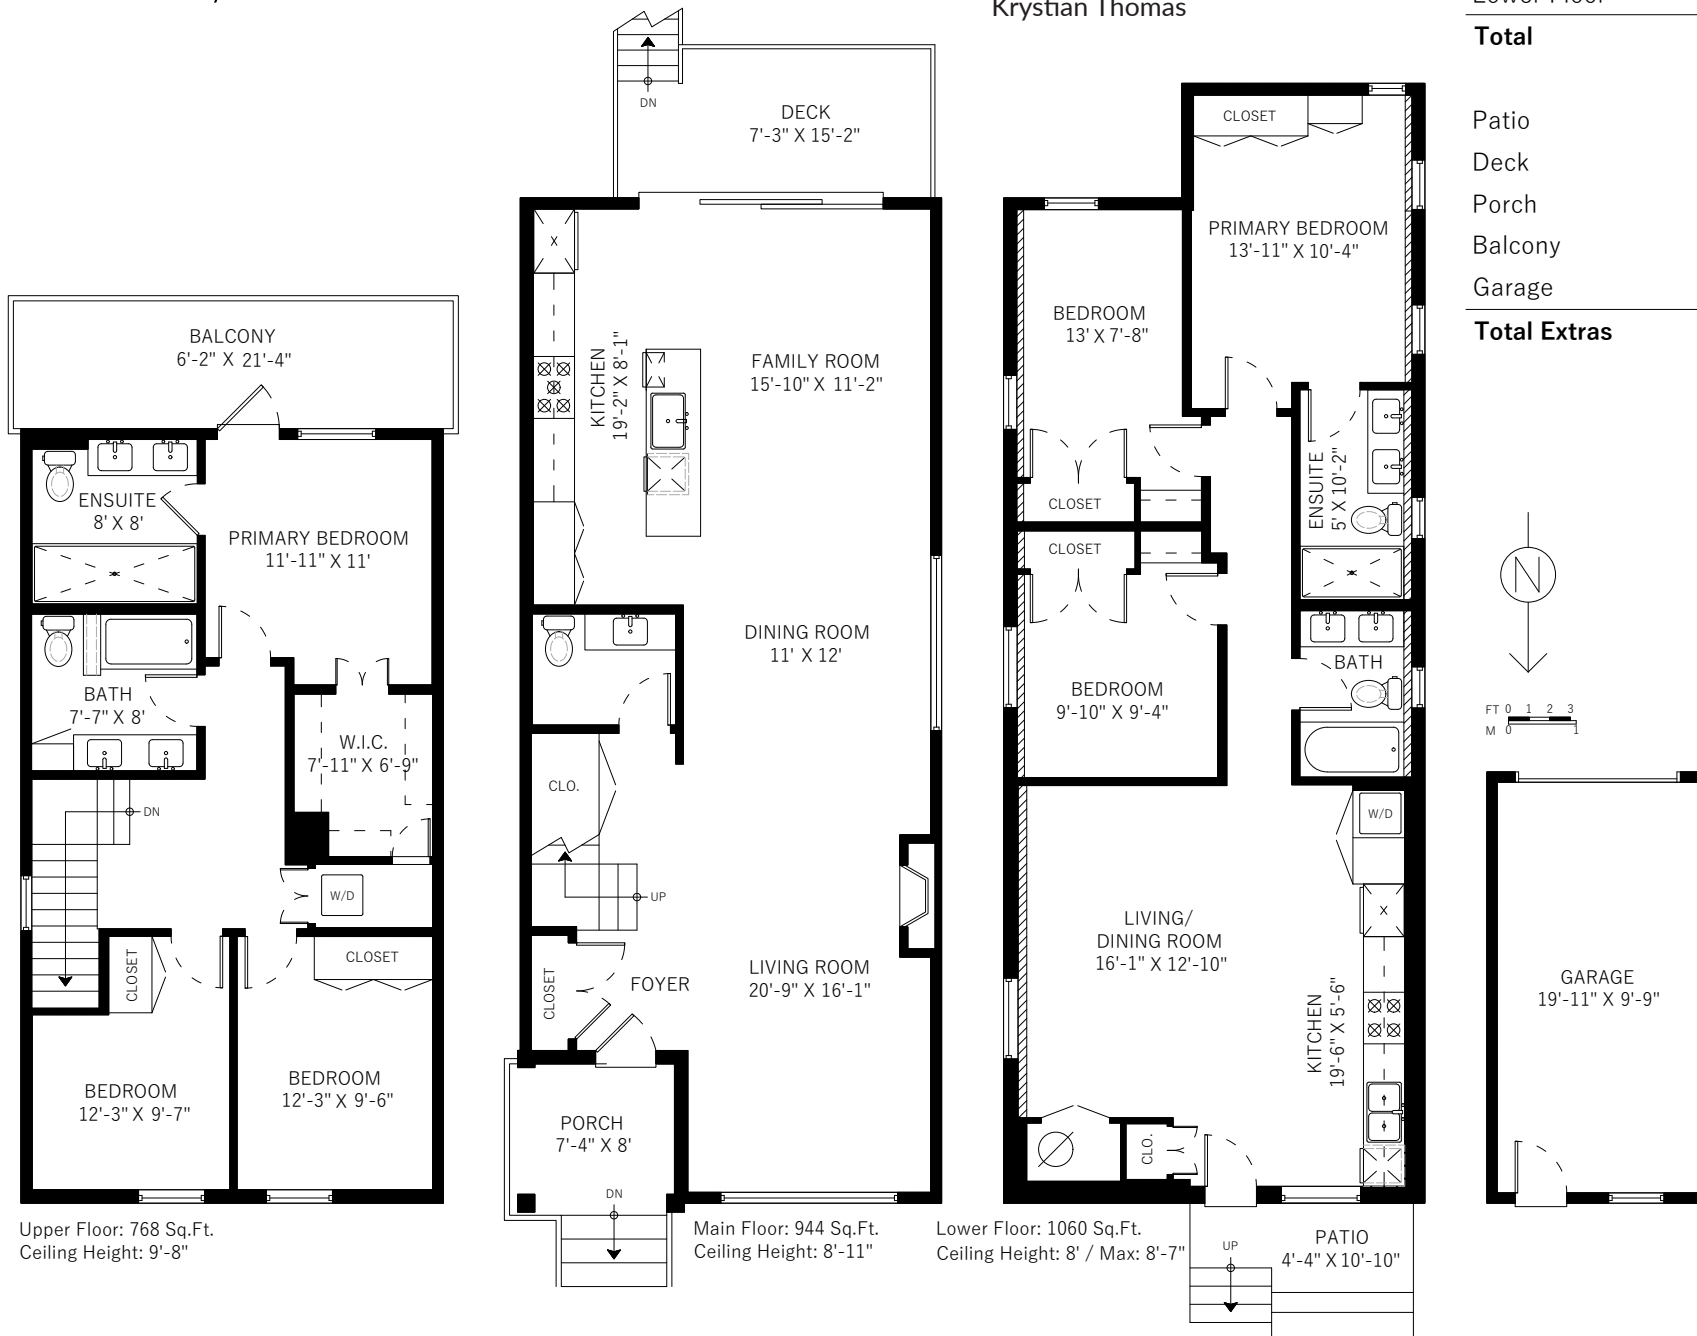 Krystian Thomas
Total
Patio
Deck
Porch
Balcony
Garage
Total Extras
BALCONY
6'-2" X 21'-4"
ENSUITE
8' X 8'
PRIMARY BEDROOM
11'-11" X 11'
BATH
7'-7" X 8'
W.I.C.
7'-11" X 6'-9"
DN
W/D
CLOSET
CLOSET
BEDROOM
12'-3" X 9'-7"
BEDROOM
12'-3" X 9'-6"
Upper Floor: 768 Sq.Ft.
Ceiling Height: 9'-8"
DN
DECK
7'-3" X 15'-2"
X
KITCHEN
19'-2" X 8'-1"
FAMILY ROOM
15'-10" X 11'-2"
DINING ROOM
11' X 12'
CLO.
UP
CLOSET
FOYER
LIVING ROOM
20'-9" X 16'-1"
PORCH
7'-4" X 8'
DN
Main Floor: 944 Sq.Ft.
Ceiling Height: 8'-11"
CLOSET
PRIMARY BEDROOM
13'-11" X 10'-4"
BEDROOM
13' X 7'-8"
CLOSET
ENSUITE
5' X 10'-2"
CLOSET
BEDROOM
9'-10" X 9'-4"
BATH
W/D
X
LIVING/
DINING ROOM
16'-1" X 12'-10"
KITCHEN
19'-6" X 5'-6"
CLO.
Lower Floor: 1060 Sq.Ft.
Ceiling Height: 8' / Max: 8'-7"
UP
PATIO
4'-4" X 10'-10"
N
FT 0 1 2 3
M 0 1
GARAGE
19'-11" X 9'-9"